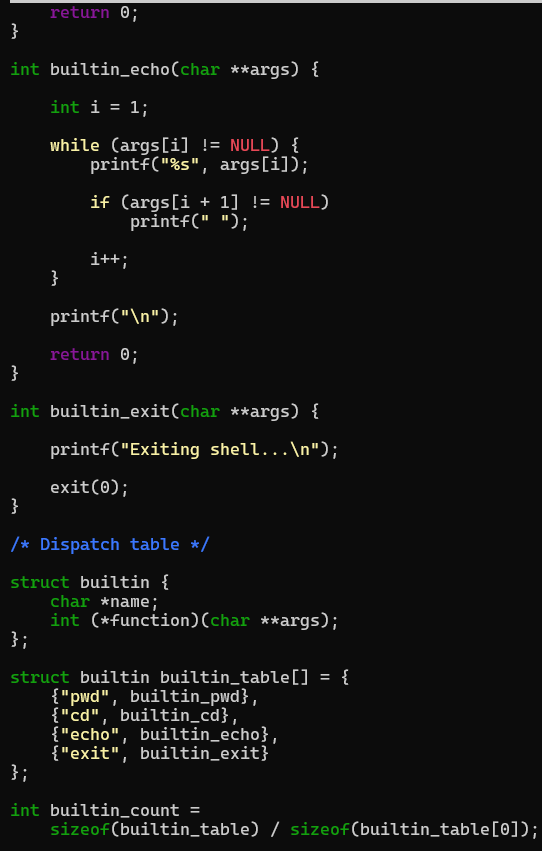 return 0;
}

int builtin_echo(char **args) {

    int i = 1;

    while (args[i] != NULL) {
        printf("%s", args[i]);

        if (args[i + 1] != NULL)
            printf(" ");

        i++;
    }

    printf("\n");

    return 0;
}

int builtin_exit(char **args) {

    printf("Exiting shell...\n");

    exit(0);
}

/* Dispatch table */

struct builtin {
    char *name;
    int (*function)(char **args);
};

struct builtin builtin_table[] = {
    {"pwd", builtin_pwd},
    {"cd", builtin_cd},
    {"echo", builtin_echo},
    {"exit", builtin_exit}
};

int builtin_count =
    sizeof(builtin_table) / sizeof(builtin_table[0]);